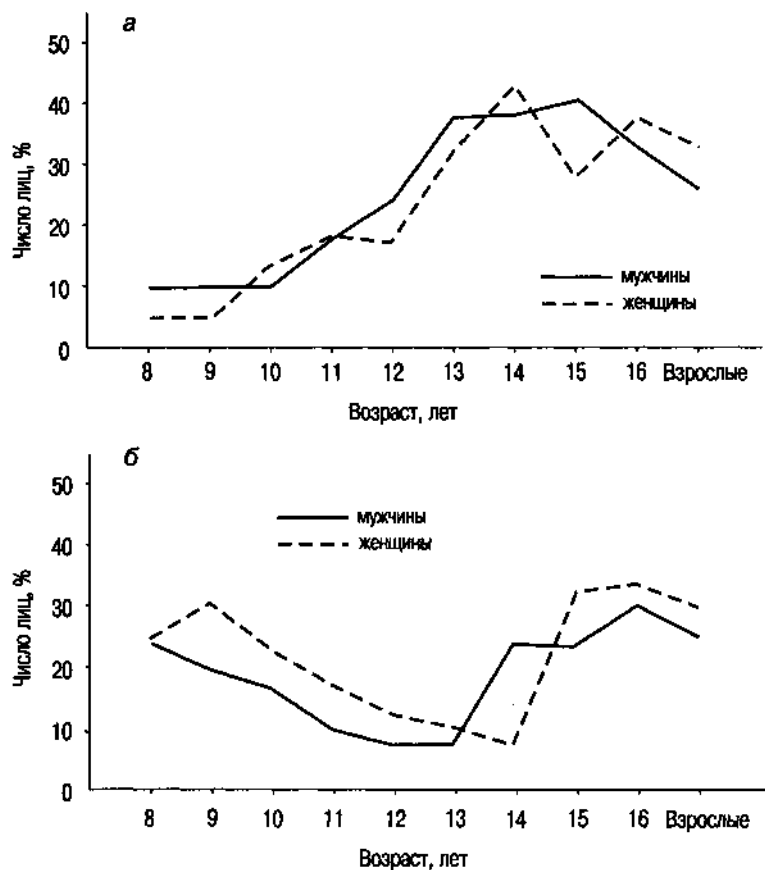 а
Число лиц, %
50
40
30
20
10
0
мужчины
женщины
8 9 10 11 12 13 14 15 16 Взрослые
Возраст, лет
б
Число лиц, %
50
40
30
20
10
0
мужчины
женщины
8 9 10 11 12 13 14 15 16 Взрослые
Возраст, лет